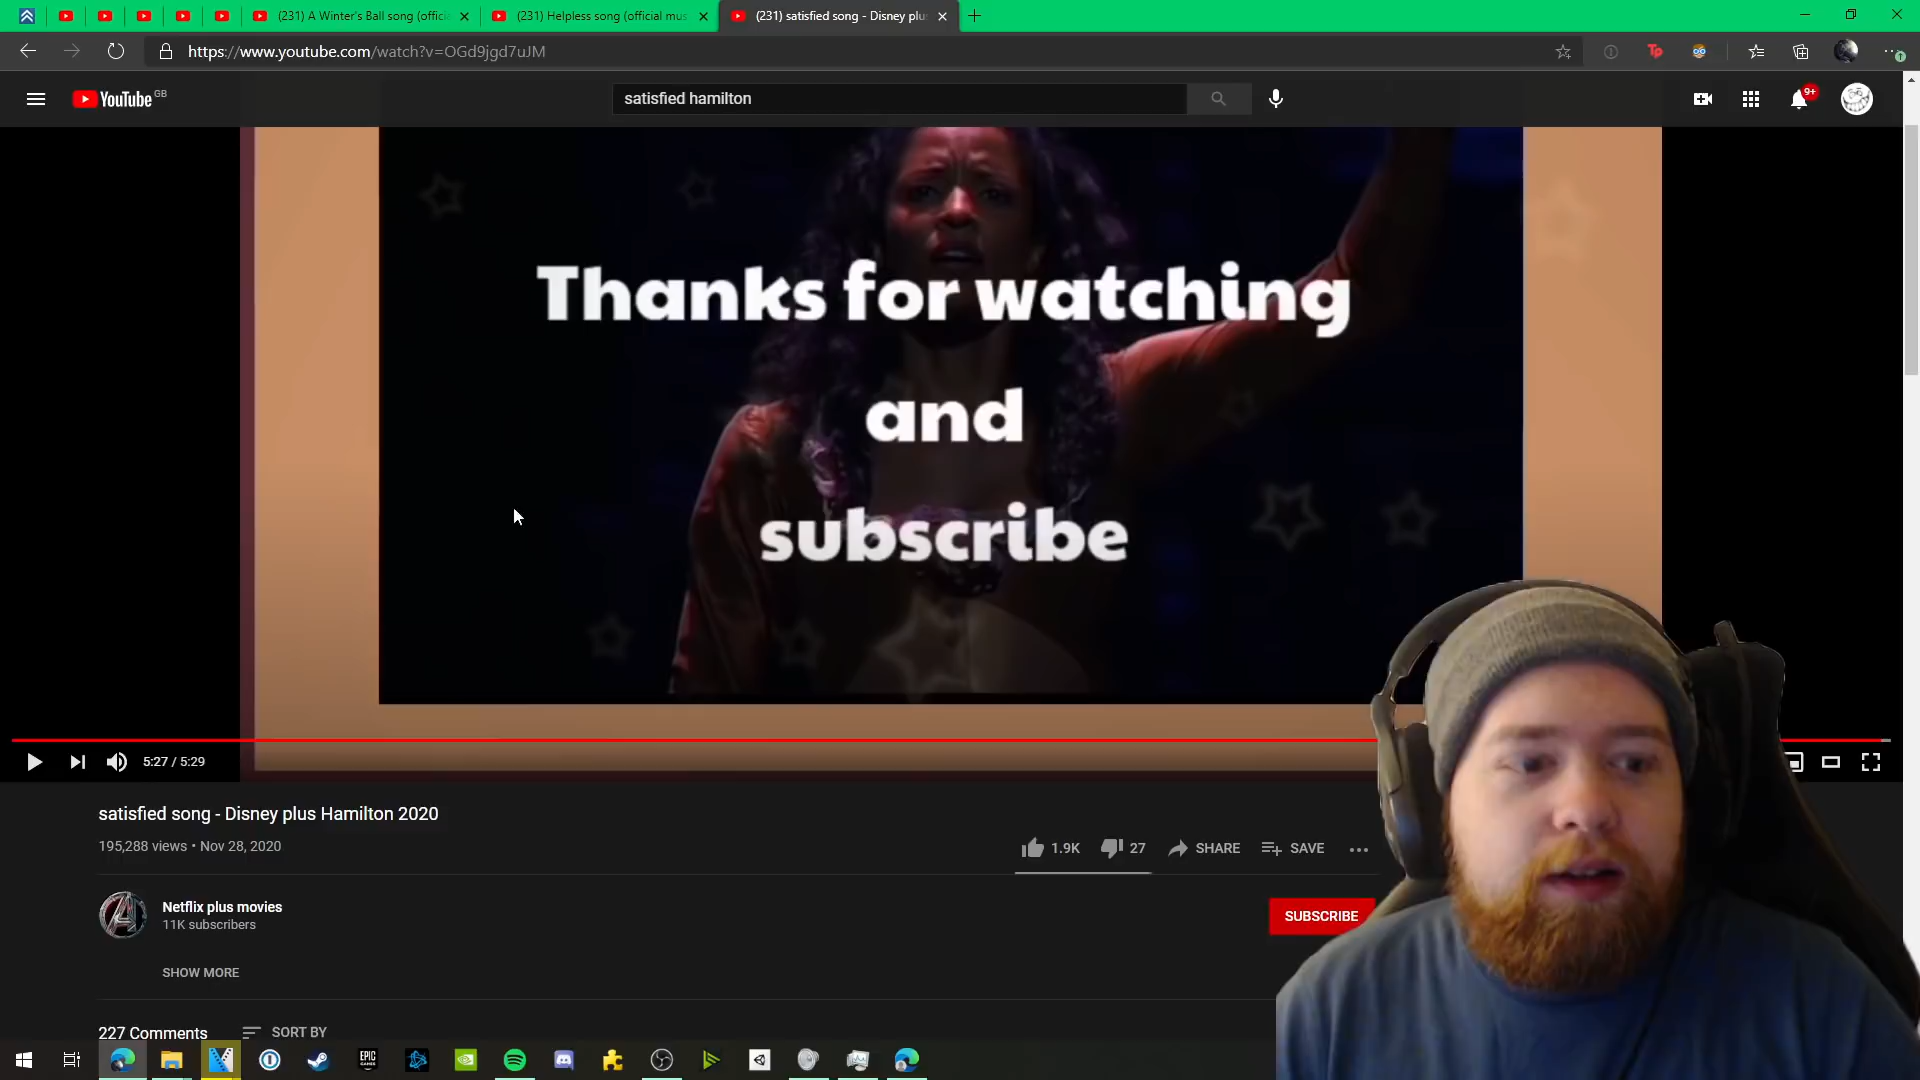 (231) A Winter's Ball song (offici
(231) Helpless song (official mus
(231) satisfied song - Disney plu
https://www.youtube.com/watch?v=OGd9jgd7uJM
YouTube GB
satisfied hamilton
9+
Thanks for watching
and
subscribe
5:27 / 5:29
satisfied song - Disney plus Hamilton 2020
195,288 views • Nov 28, 2020
1.9K
27
SHARE
SAVE
Netflix plus movies
11K subscribers
SUBSCRIBE
SHOW MORE
227 Comments
SORT BY